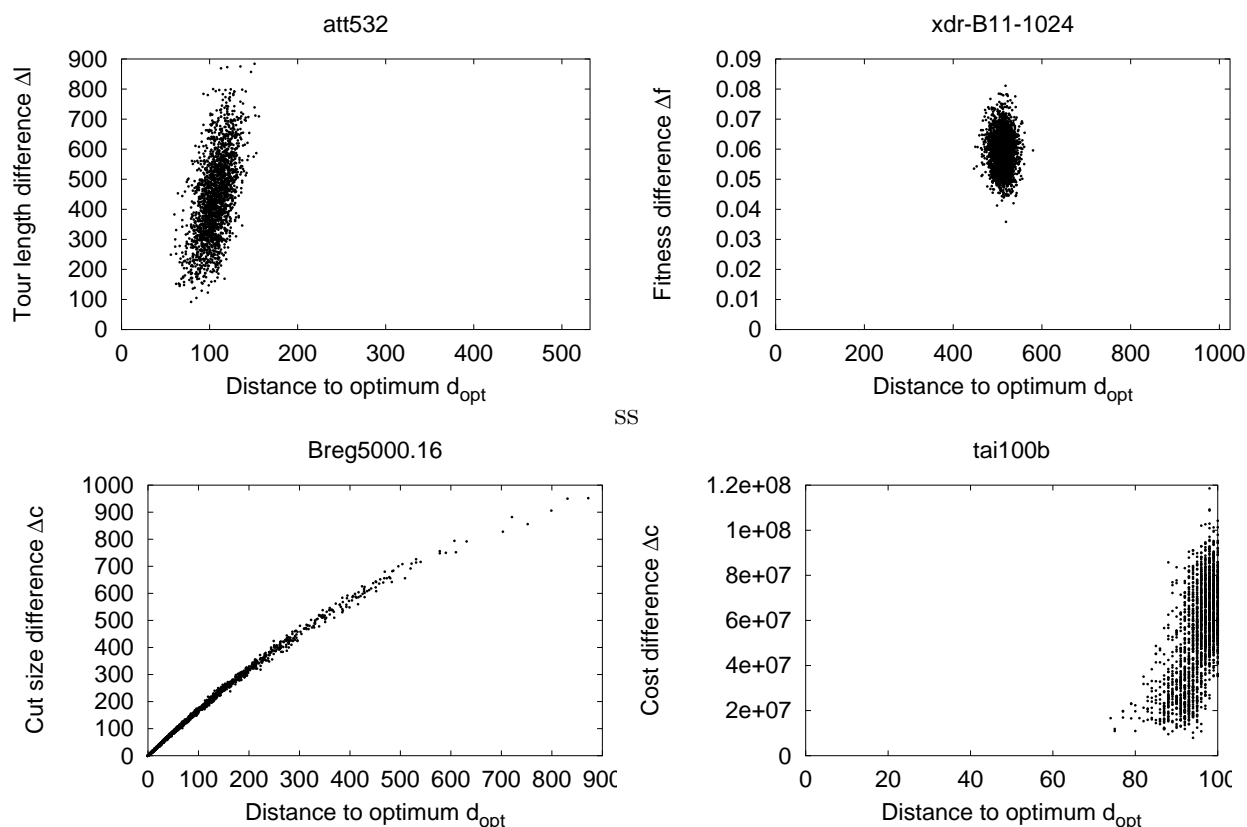 att532
900
800
700
600
500
400
300
200
100
0
Tour length difference Δl
0 100 200 300 400 500
Distance to optimum d_opt
xdr-B11-1024
0.09
0.08
0.07
0.06
0.05
0.04
0.03
0.02
0.01
0
Fitness difference Δf
0 200 400 600 800 1000
Distance to optimum d_opt
ss
Breg5000.16
1000
900
800
700
600
500
400
300
200
100
0
Cut size difference Δc
0 100 200 300 400 500 600 700 800 900
Distance to optimum d_opt
tai100b
1.2e+08
1e+08
8e+07
6e+07
4e+07
2e+07
0
Cost difference Δc
0 20 40 60 80 100
Distance to optimum d_opt